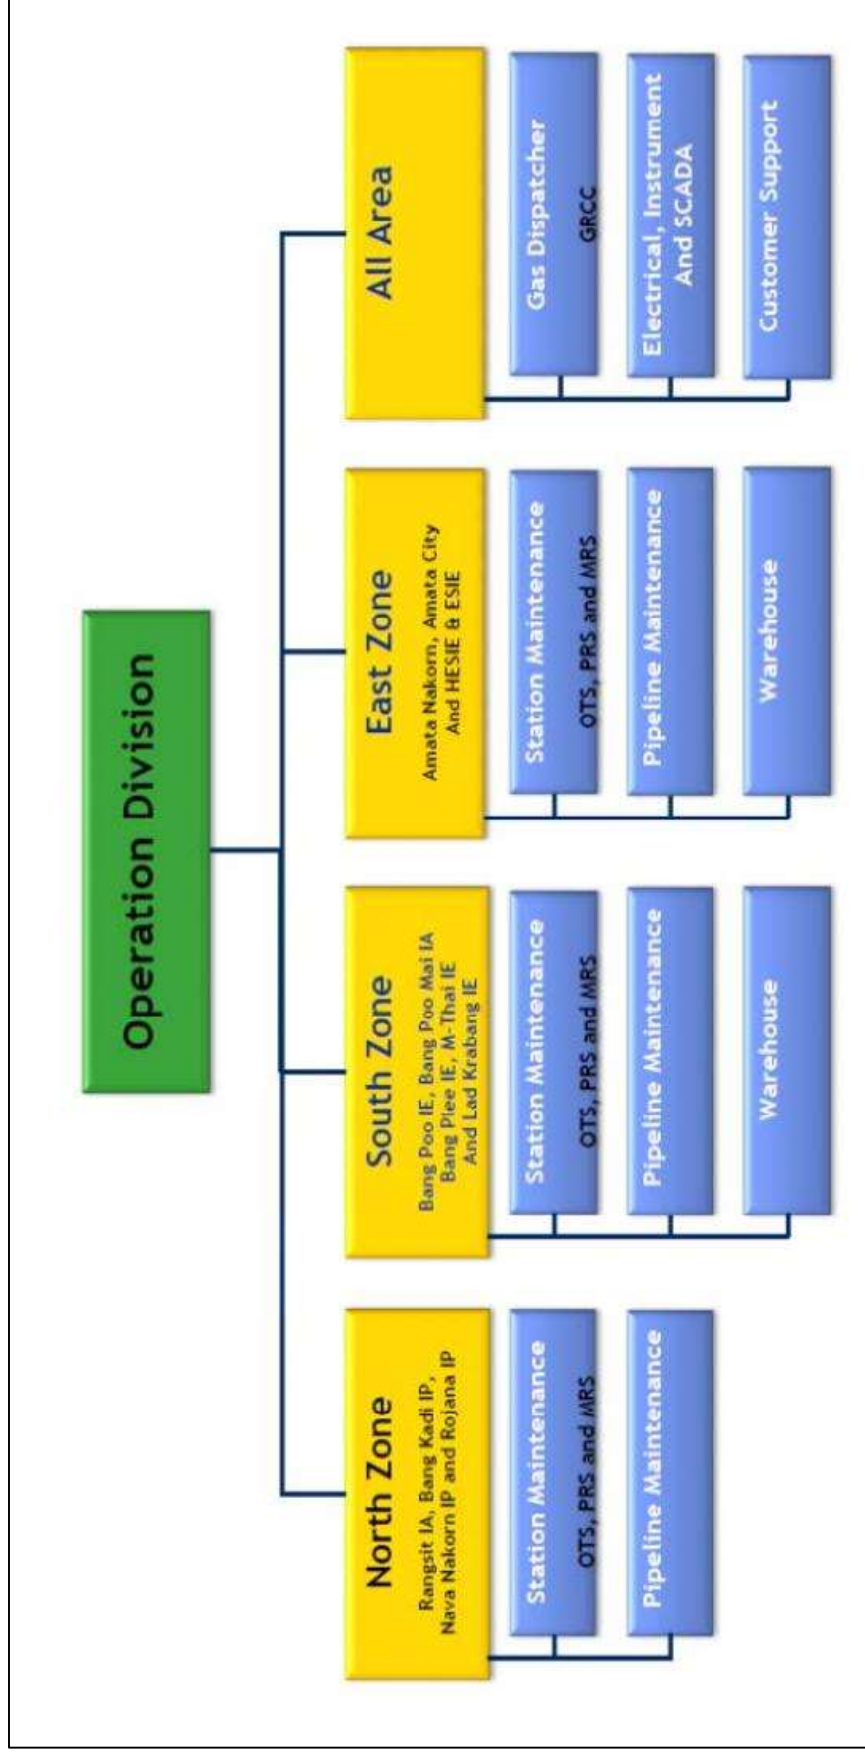 Operation Division
North Zone
Rangsit IA, Bang Kadi IP,
Nava Nakorn IP and Rojana IP
Station Maintenance
OTS, PRS and MRS
Pipeline Maintenance
South Zone
Bang Poo IE, Bang Poo Mai IA
Bang Plee IE, M-Thai IE
And Lad Krabang IE
Station Maintenance
OTS, PRS and MRS
Pipeline Maintenance
Warehouse
East Zone
Amata Nakorn, Amata City
And HESIE & ESIE
Station Maintenance
OTS, PRS and MRS
Pipeline Maintenance
Warehouse
All Area
Gas Dispatcher
GRCC
Electrical, Instrument
And SCADA
Customer Support